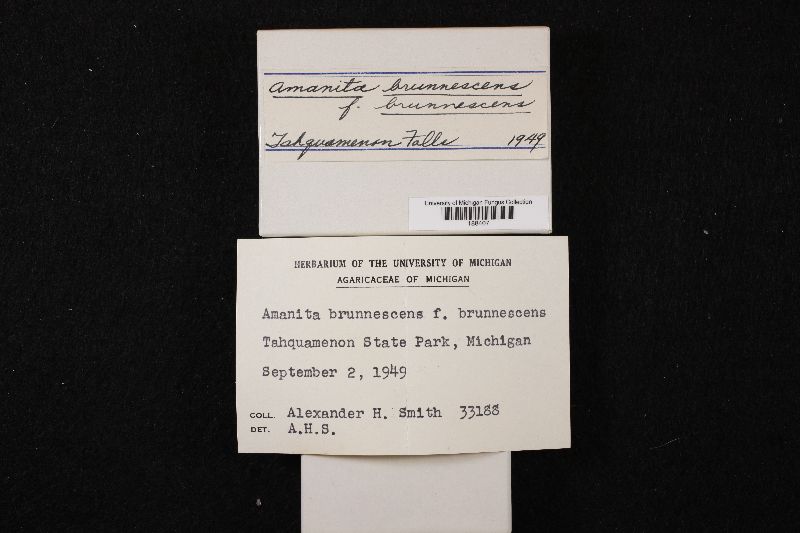 Amanita brunnescens
f. brunnescens
Tahquamenon Falls 1949
University of Michigan Fungus Collection
HERBARIUM OF THE UNIVERSITY OF MICHIGAN
AGARICACEAE OF MICHIGAN
Amanita brunnescens f. brunnescens
Tahquamenon State Park, Michigan
September 2, 1949
COLL. Alexander H. Smith 33188
DET. A.H.S.